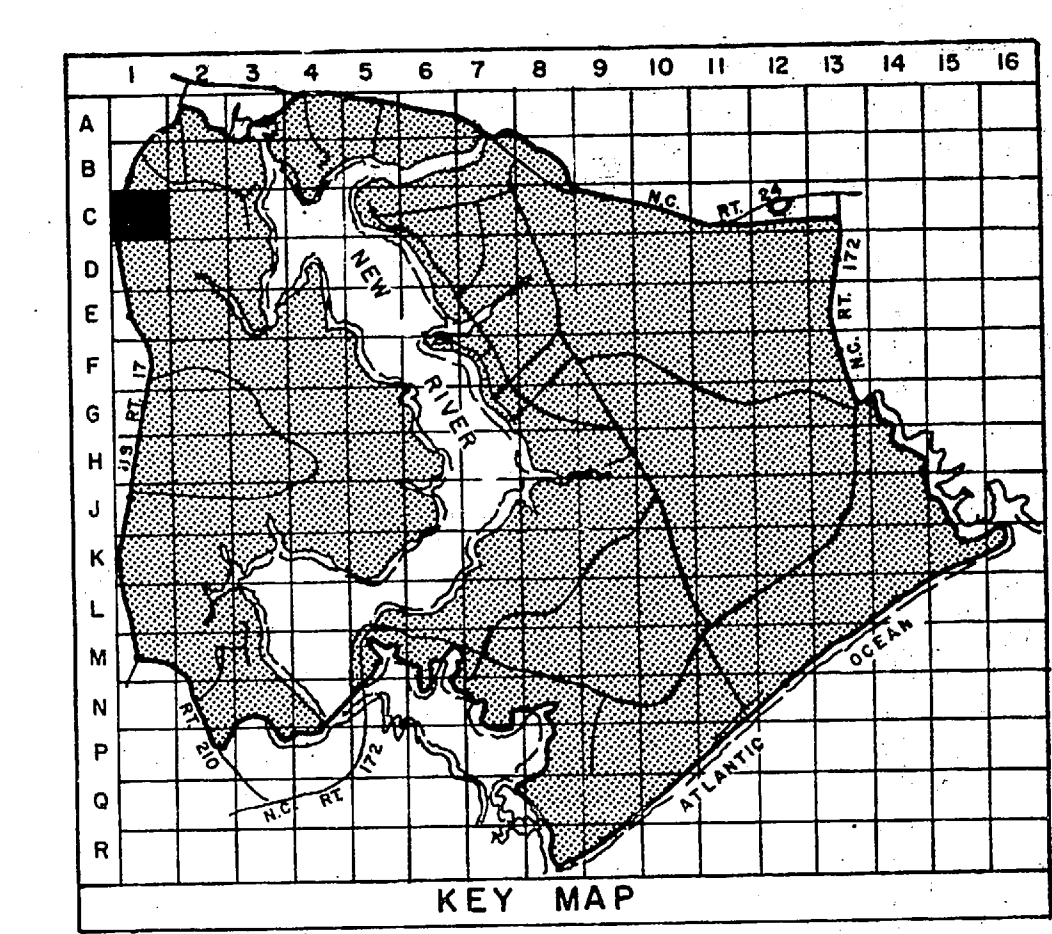 1 2 3 4 5 6 7 8 9 10 11 12 13 14 15 16
A
B
C
D
E
F
G
H
J
K
L
M
N
P
Q
R
N.C. RT. 24
N.C. RT. 172
NEW
RIVER
US RT. 17
RT. 210
N.C. RT. 172
ATLANTIC OCEAN
KEY MAP